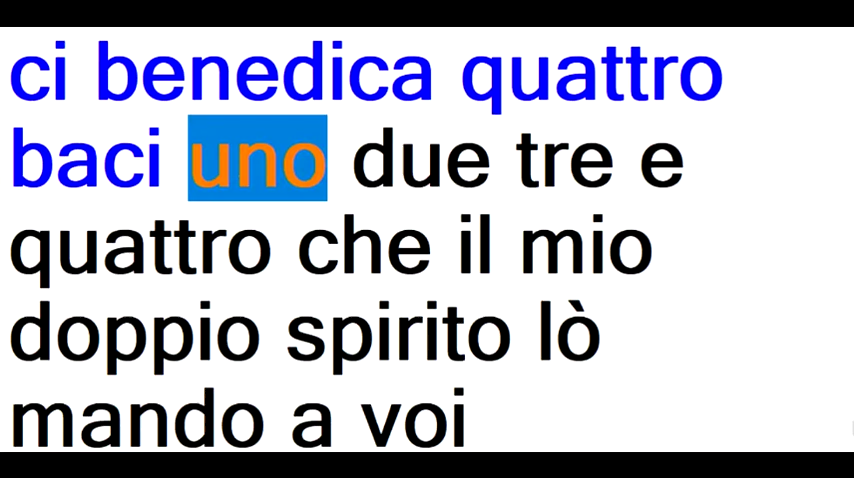 ci benedica quattro
baci uno due tre e
quattro che il mio
doppio spirito lò
mando a voi